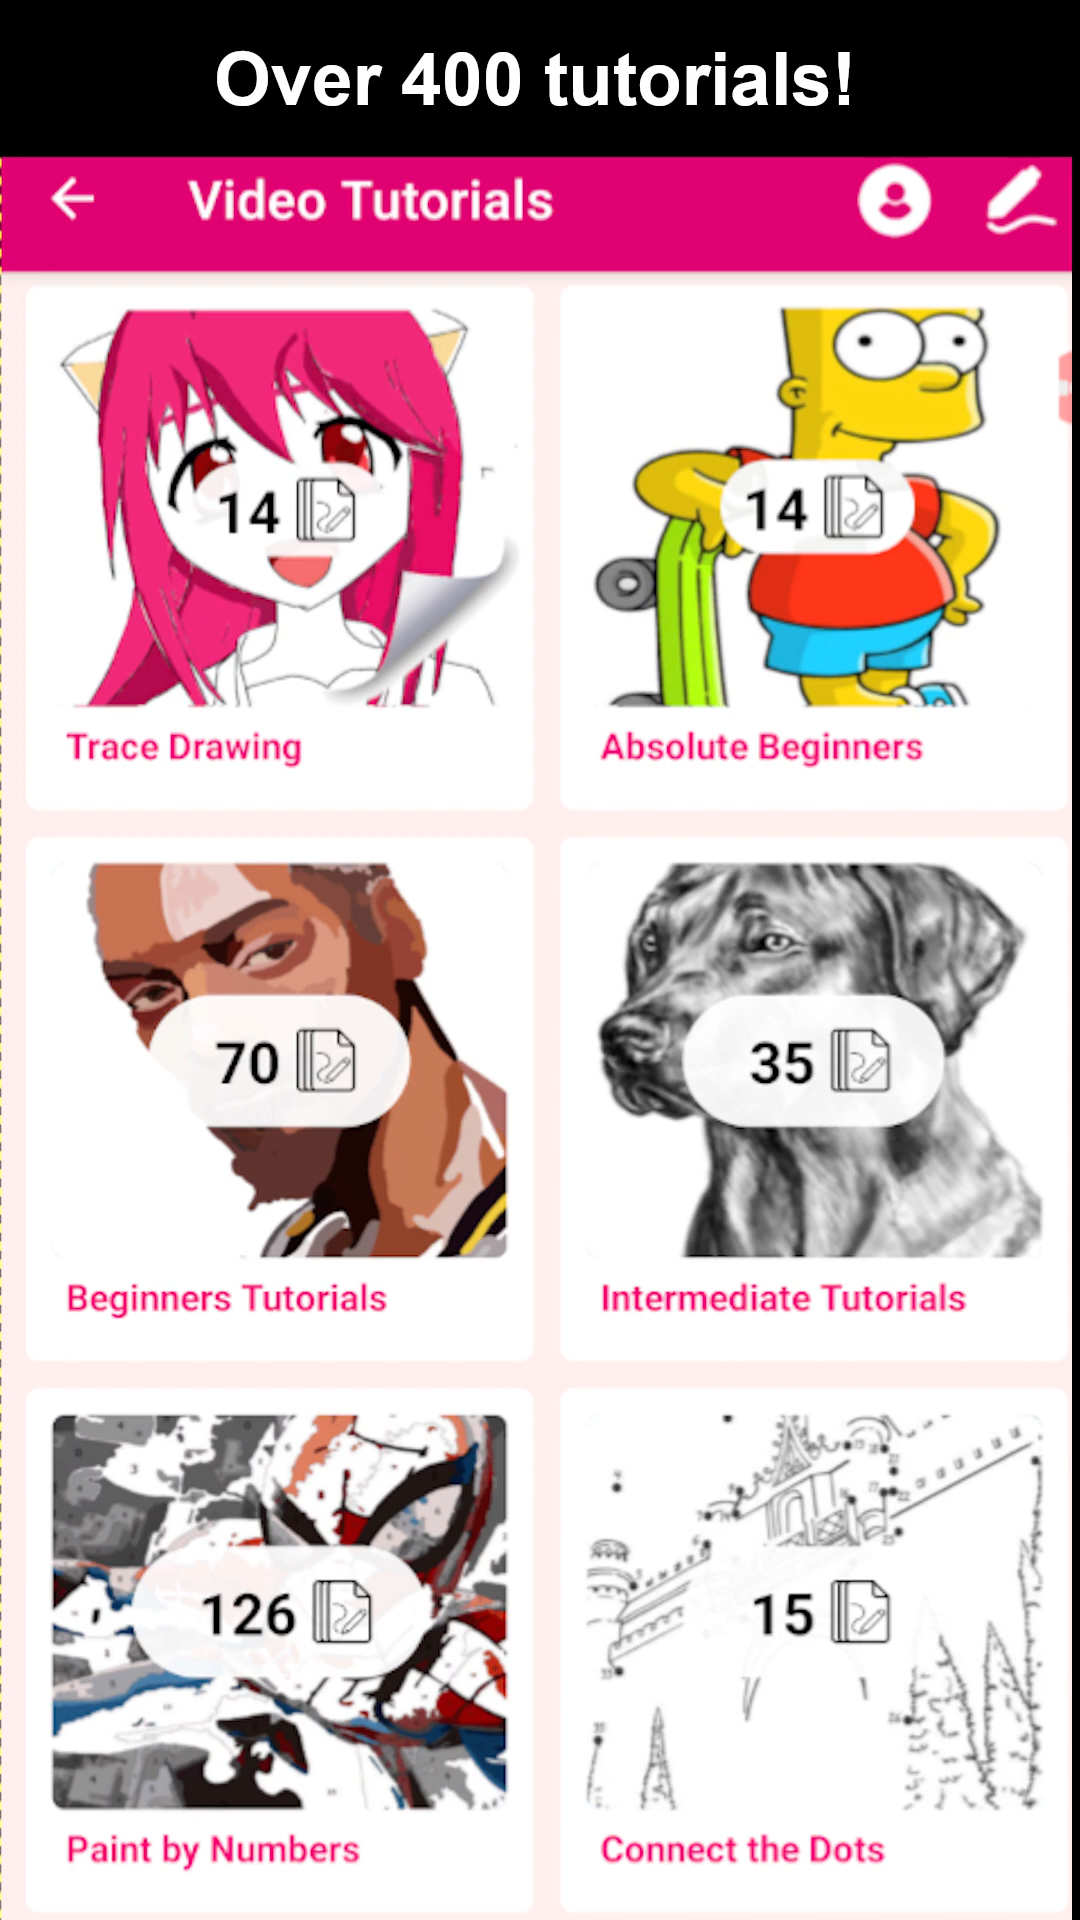 Over 400 tutorials!
Video Tutorials
14
14
Trace Drawing
Absolute Beginners
70
35
Beginners Tutorials
Intermediate Tutorials
126
15
Paint by Numbers
Connect the Dots